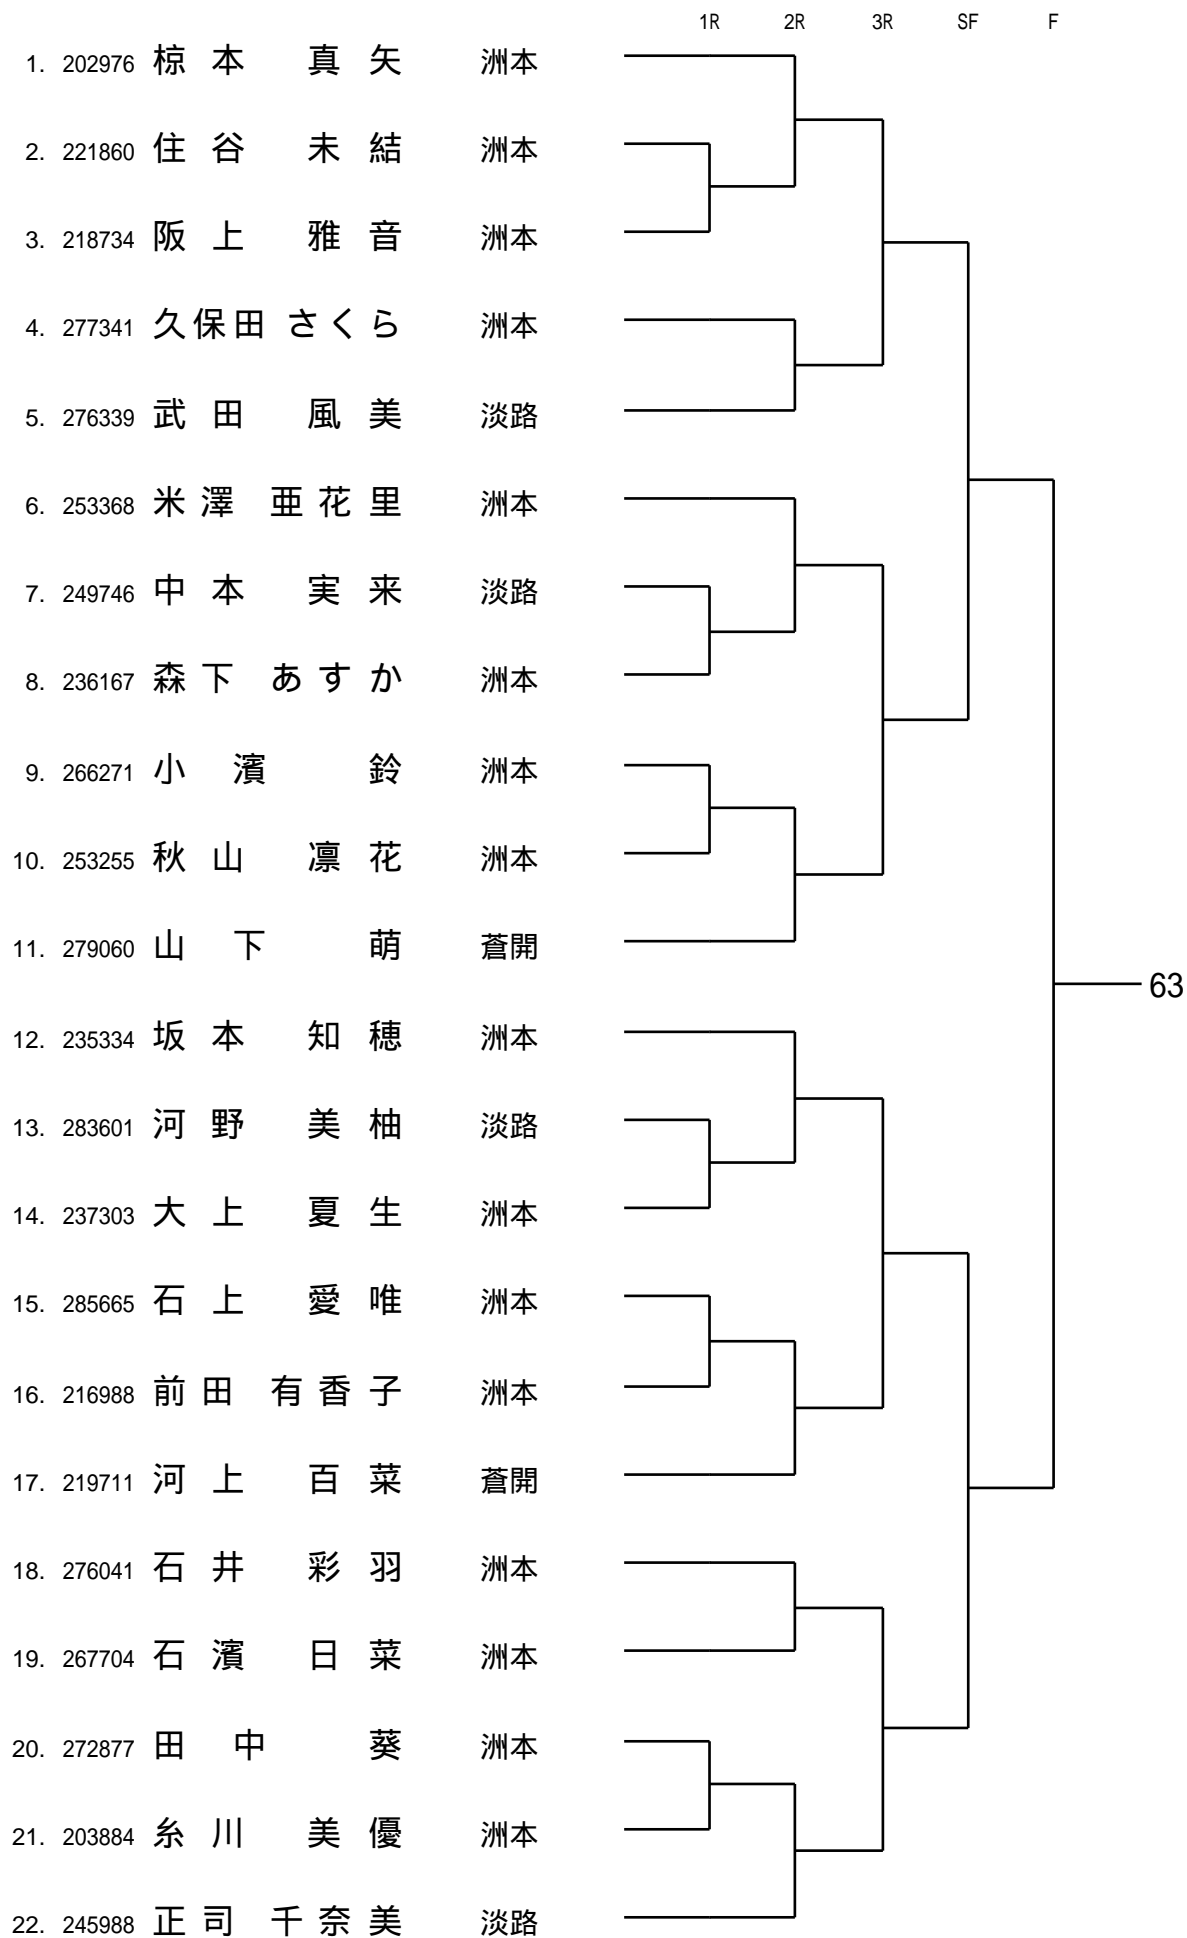 1R 2R 3R SF F
1. 202976 椋本 真矢 洲本
2. 221860 住谷 未結 洲本
3. 218734 阪上 雅音 洲本
4. 277341 久保田 さくら 洲本
5. 276339 武田 風美 淡路
6. 253368 米澤 亜花里 洲本
7. 249746 中本 実来 淡路
8. 236167 森下 あすか 洲本
9. 266271 小濱 鈴 洲本
10. 253255 秋山 凛花 洲本
11. 279060 山下 萌 蒼開
63
12. 235334 坂本 知穂 洲本
13. 283601 河野 美柚 淡路
14. 237303 大上 夏生 洲本
15. 285665 石上 愛唯 洲本
16. 216988 前田 有香子 洲本
17. 219711 河上 百菜 蒼開
18. 276041 石井 彩羽 洲本
19. 267704 石濱 日菜 洲本
20. 272877 田中 葵 洲本
21. 203884 糸川 美優 洲本
22. 245988 正司 千奈美 淡路